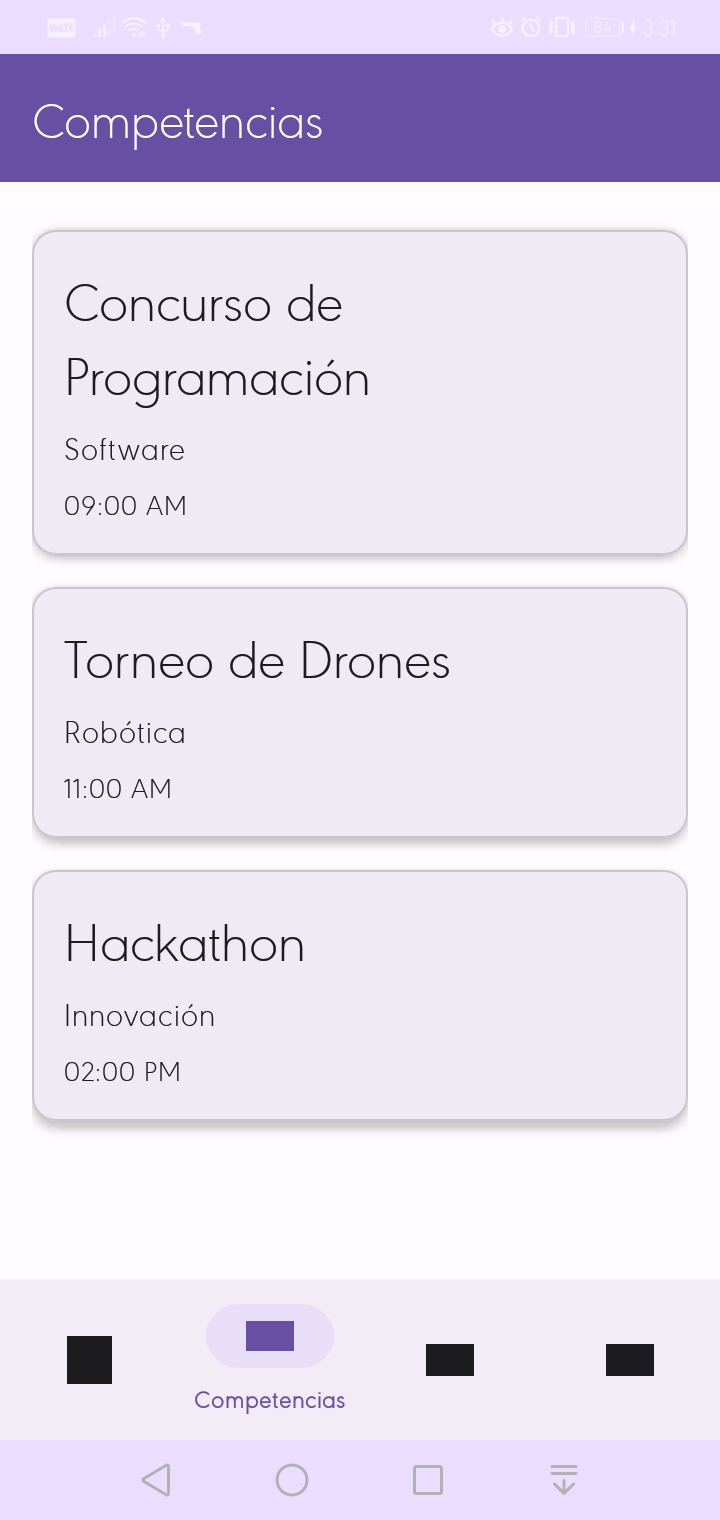 VoLTE 84 3:31
Competencias
Concurso de
Programación
Software
09:00 AM
Torneo de Drones
Robótica
11:00 AM
Hackathon
Innovación
02:00 PM
Competencias